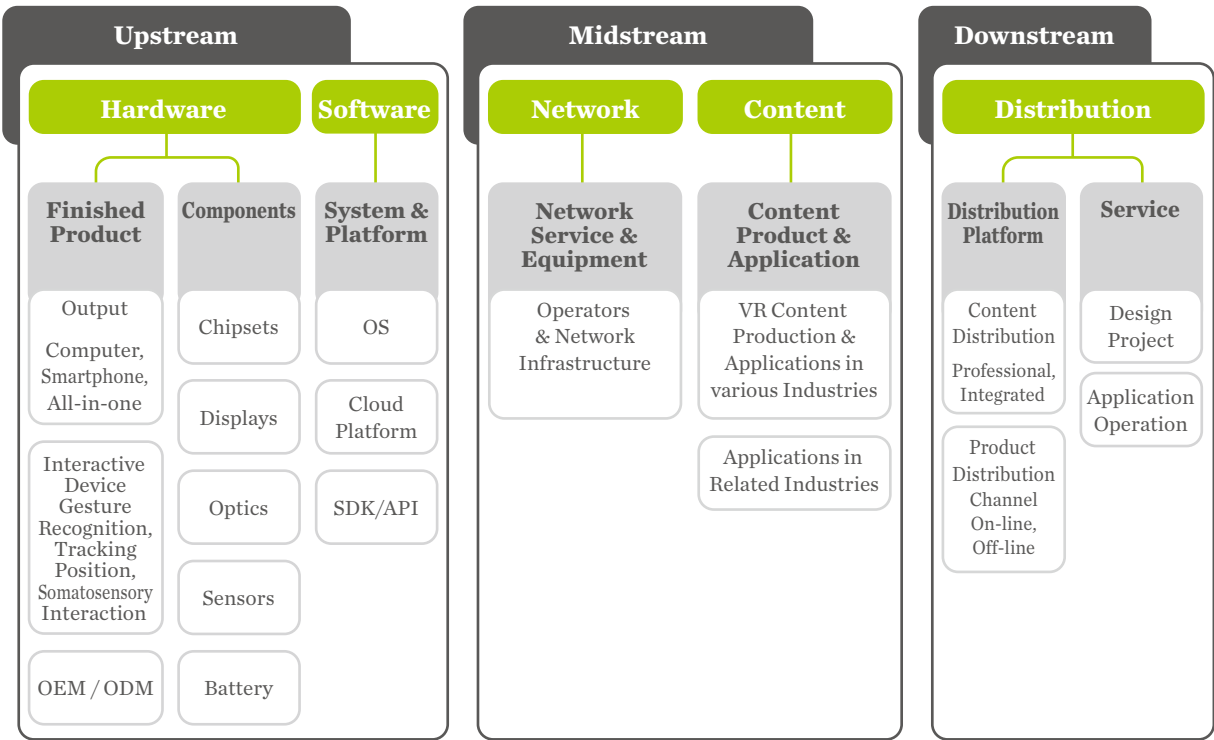 Upstream
Hardware
Software
Finished
Product
Components
System &
Platform
Output
Computer,
Smartphone,
All-in-one
Interactive
Device
Gesture
Recognition,
Tracking
Position,
Somatosensory
Interaction
OEM / ODM
Chipsets
Displays
Optics
Sensors
Battery
OS
Cloud
Platform
SDK/API
Midstream
Network
Content
Network
Service &
Equipment
Content
Product &
Application
Operators
& Network
Infrastructure
VR Content
Production &
Applications in
various Industries
Applications in
Related Industries
Downstream
Distribution
Distribution
Platform
Service
Content
Distribution
Professional,
Integrated
Product
Distribution
Channel
On-line,
Off-line
Design
Project
Application
Operation